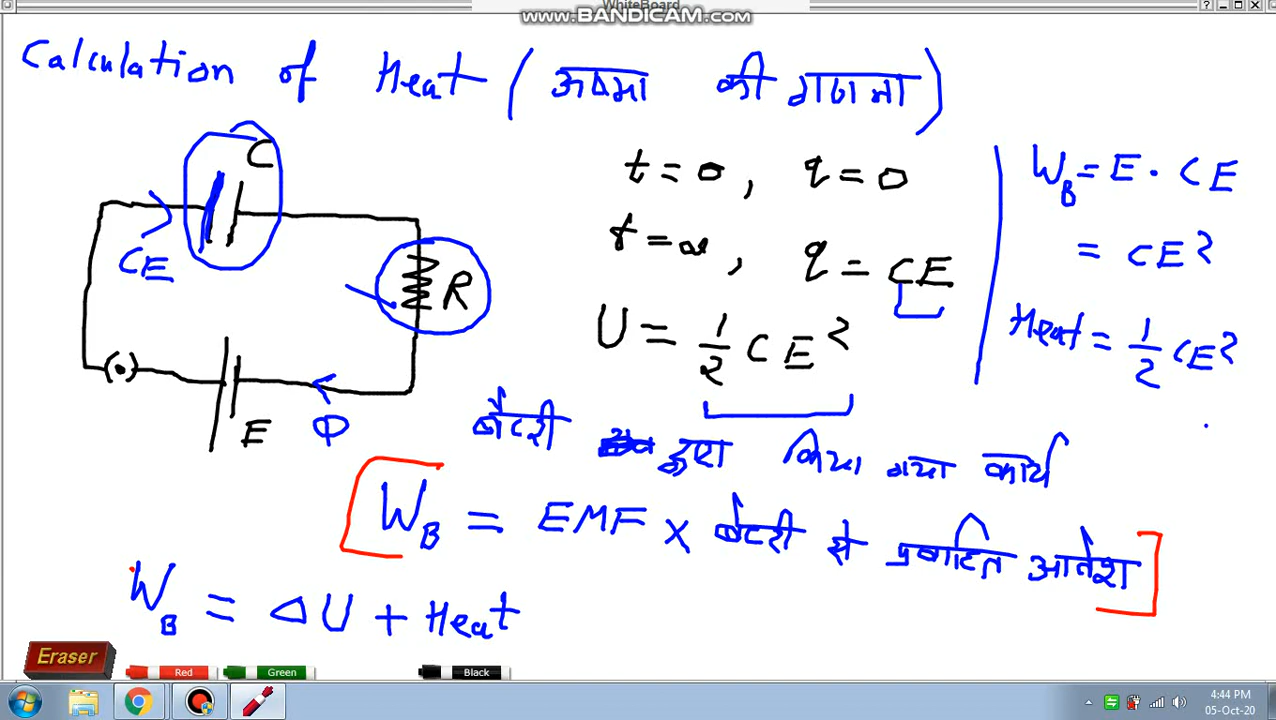 WhiteBoard
www.BANDICAM.com
Calculation of Heat (ऊष्मा की गणना)
C
CE
R
E
t=0, q=0
t=∞, q=CE
U = 1/2 CE²
W_B = E · CE
= CE²
Heat = 1/2 CE²
बैटरी द्वारा किया गया कार्य
W_B = EMF × बैटरी से प्रवाहित आवेश
W_B = ΔU + Heat
Eraser
Red Green Black
4:44 PM
05-Oct-20